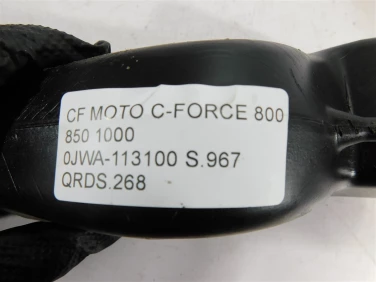 CF MOTO C-FORCE 800
850 1000
0JWA-113100 S.967
QRDS.268